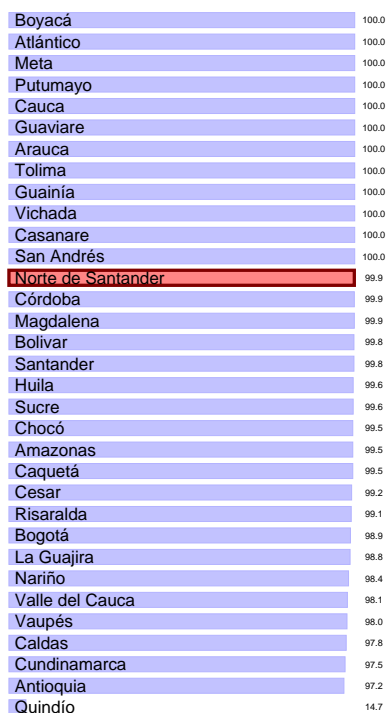 Boyacá 100.0
Atlántico 100.0
Meta 100.0
Putumayo 100.0
Cauca 100.0
Guaviare 100.0
Arauca 100.0
Tolima 100.0
Guainía 100.0
Vichada 100.0
Casanare 100.0
San Andrés 100.0
Norte de Santander 99.9
Córdoba 99.9
Magdalena 99.9
Bolivar 99.8
Santander 99.8
Huila 99.6
Sucre 99.6
Chocó 99.5
Amazonas 99.5
Caquetá 99.5
Cesar 99.2
Risaralda 99.1
Bogotá 98.9
La Guajira 98.8
Nariño 98.4
Valle del Cauca 98.1
Vaupés 98.0
Caldas 97.8
Cundinamarca 97.5
Antioquia 97.2
Quindío 14.7